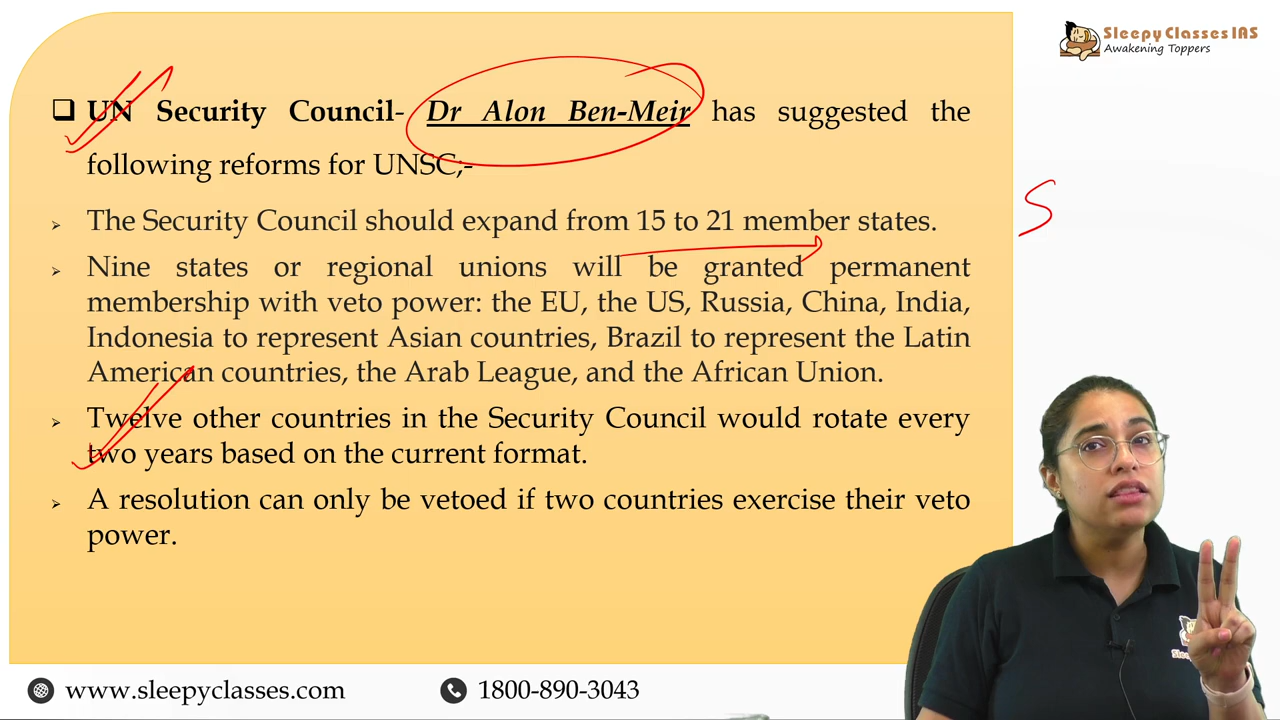 Sleepy Classes IAS
Awakening Toppers
❑ UN Security Council- Dr Alon Ben-Meir has suggested the
following reforms for UNSC;-
➢ The Security Council should expand from 15 to 21 member states.
➢ Nine states or regional unions will be granted permanent
membership with veto power: the EU, the US, Russia, China, India,
Indonesia to represent Asian countries, Brazil to represent the Latin
American countries, the Arab League, and the African Union.
➢ Twelve other countries in the Security Council would rotate every
two years based on the current format.
➢ A resolution can only be vetoed if two countries exercise their veto
power.
S
www.sleepyclasses.com
1800-890-3043